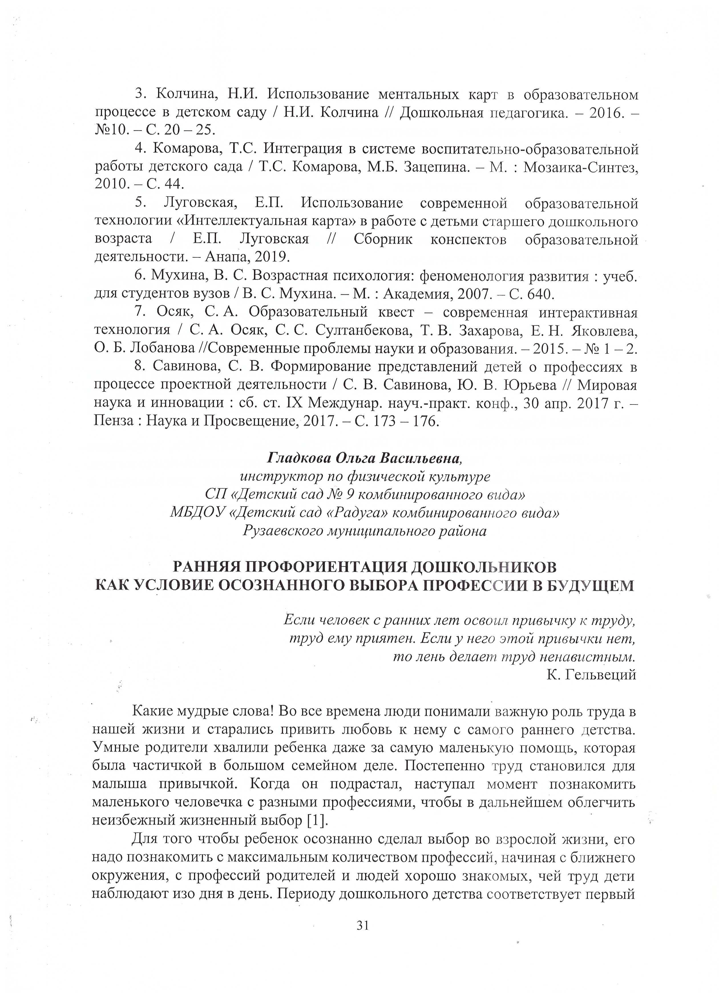 3. Колчина, Н.И. Использование ментальных карт в образовательном
процессе в детском саду / Н.И. Колчина // Дошкольная педагогика. – 2016. –
№10. – С. 20 – 25.
4. Комарова, Т.С. Интеграция в системе воспитательно-образовательной
работы детского сада / Т.С. Комарова, М.Б. Зацепина. – М. : Мозаика-Синтез,
2010. – С. 44.
5. Луговская, Е.П. Использование современной образовательной
технологии «Интеллектуальная карта» в работе с детьми старшего дошкольного
возраста / Е.П. Луговская // Сборник конспектов образовательной
деятельности. – Анапа, 2019.
6. Мухина, В. С. Возрастная психология: феноменология развития : учеб.
для студентов вузов / В. С. Мухина. – М. : Академия, 2007. – С. 640.
7. Осяк, С. А. Образовательный квест – современная интерактивная
технология / С. А. Осяк, С. С. Султанбекова, Т. В. Захарова, Е. Н. Яковлева,
О. Б. Лобанова //Современные проблемы науки и образования. – 2015. – № 1 – 2.
8. Савинова, С. В. Формирование представлений детей о профессиях в
процессе проектной деятельности / С. В. Савинова, Ю. В. Юрьева // Мировая
наука и инновации : сб. ст. IX Междунар. науч.-практ. конф., 30 апр. 2017 г. –
Пенза : Наука и Просвещение, 2017. – С. 173 – 176.
Гладкова Ольга Васильевна,
инструктор по физической культуре
СП «Детский сад № 9 комбинированного вида»
МБДОУ «Детский сад «Радуга» комбинированного вида»
Рузаевского муниципального района
РАННЯЯ ПРОФОРИЕНТАЦИЯ ДОШКОЛЬНИКОВ
КАК УСЛОВИЕ ОСОЗНАННОГО ВЫБОРА ПРОФЕССИИ В БУДУЩЕМ
Если человек с ранних лет освоил привычку к труду,
труд ему приятен. Если у него этой привычки нет,
то лень делает труд ненавистным.
К. Гельвеций
Какие мудрые слова! Во все времена люди понимали важную роль труда в
нашей жизни и старались привить любовь к нему с самого раннего детства.
Умные родители хвалили ребенка даже за самую маленькую помощь, которая
была частичкой в большом семейном деле. Постепенно труд становился для
малыша привычкой. Когда он подрастал, наступал момент познакомить
маленького человечка с разными профессиями, чтобы в дальнейшем облегчить
неизбежный жизненный выбор [1].
Для того чтобы ребенок осознанно сделал выбор во взрослой жизни, его
надо познакомить с максимальным количеством профессий, начиная с ближнего
окружения, с профессий родителей и людей хорошо знакомых, чей труд дети
наблюдают изо дня в день. Периоду дошкольного детства соответствует первый
31